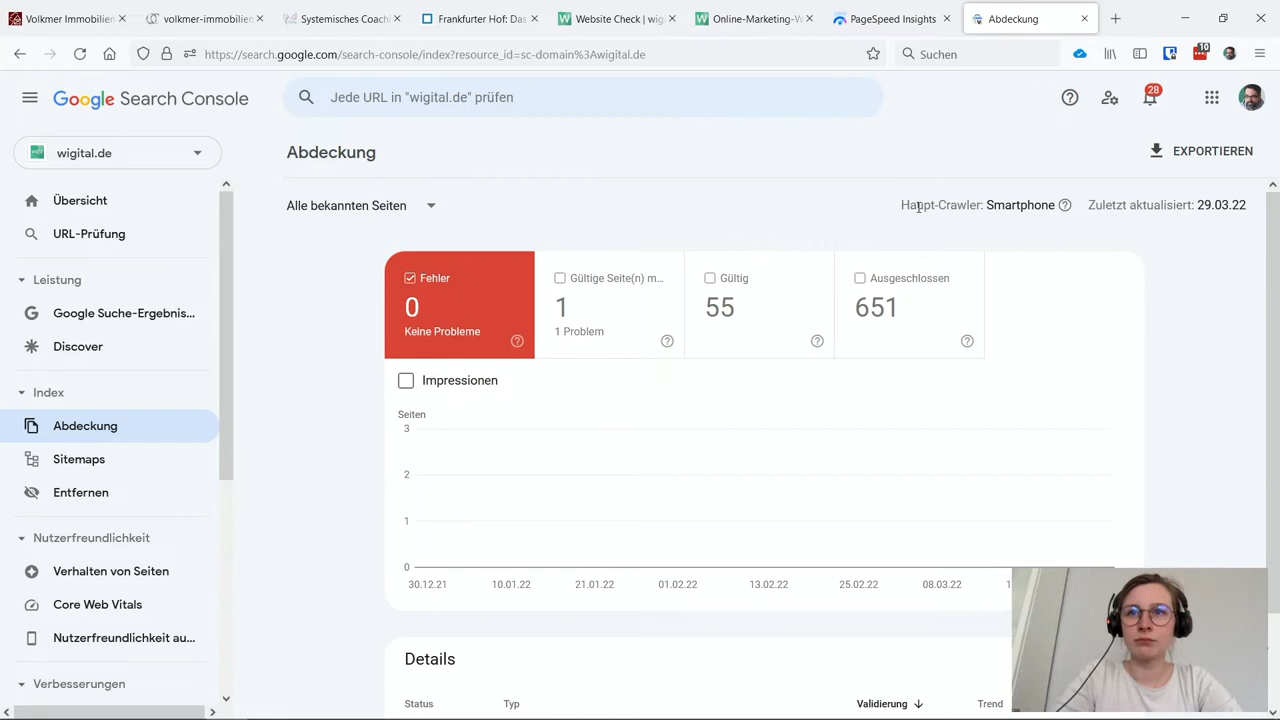 Volkmer Immobilien
volkmer-immobilien
Systemisches Coach
Frankfurter Hof: Das
Website Check | wig
Online-Marketing-W
PageSpeed Insights
Abdeckung
https://search.google.com/search-console/index?resource_id=sc-domain%3Awigital.de
Suchen
10
Google Search Console
Jede URL in "wigital.de" prüfen
28
wigital.de
Abdeckung
EXPORTIEREN
Übersicht
URL-Prüfung
Leistung
Google Suche-Ergebnis...
Discover
Index
Abdeckung
Sitemaps
Entfernen
Nutzerfreundlichkeit
Verhalten von Seiten
Core Web Vitals
Nutzerfreundlichkeit au...
Verbesserungen
Alle bekannten Seiten
Haupt-Crawler: Smartphone
Zuletzt aktualisiert: 29.03.22
Fehler
0
Keine Probleme
Gültige Seite(n) m...
1
1 Problem
Gültig
55
Ausgeschlossen
651
Impressionen
Seiten
3
2
1
0
30.12.21 10.01.22 21.01.22 01.02.22 13.02.22 25.02.22 08.03.22
Details
Status Typ Validierung Trend